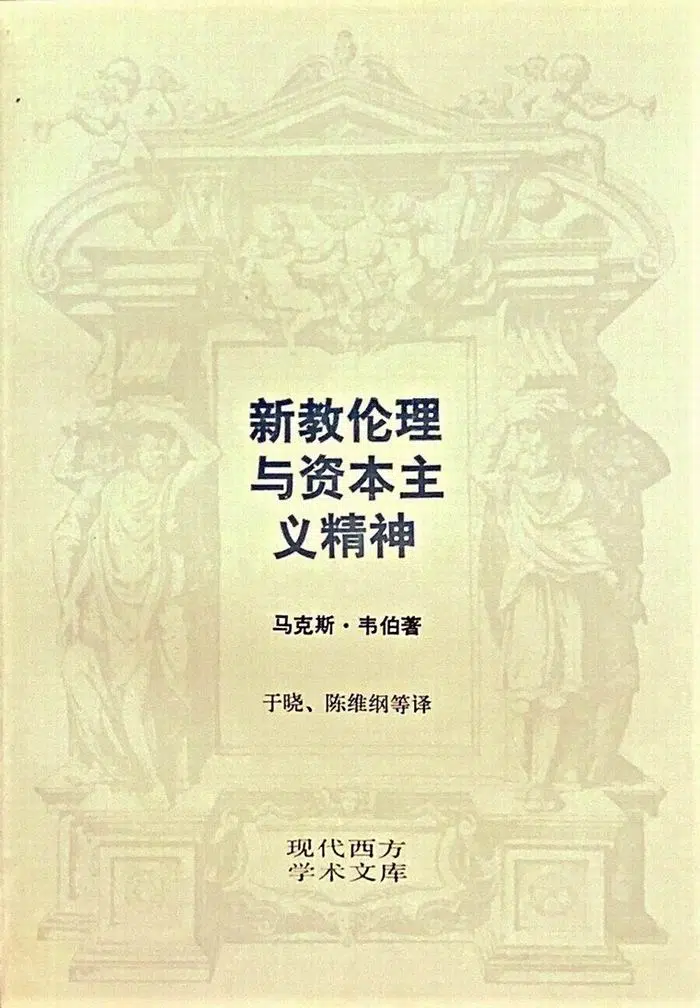 新教伦理
与资本主
义精神
马克斯·韦伯著
于晓、陈维纲等译
现代西方
学术文库